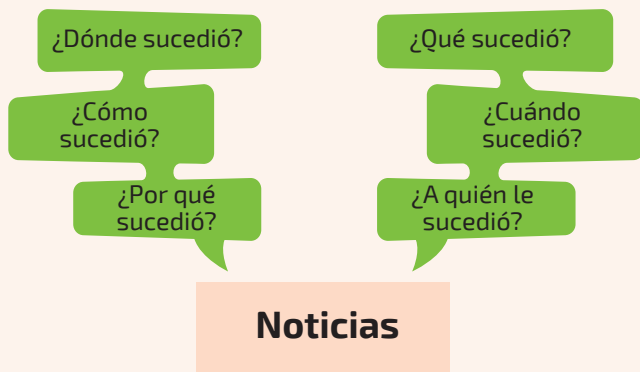 ¿Dónde sucedió?
¿Cómo
sucedió?
¿Por qué
sucedió?
¿Qué sucedió?
¿Cuándo
sucedió?
¿A quién le
sucedió?
Noticias